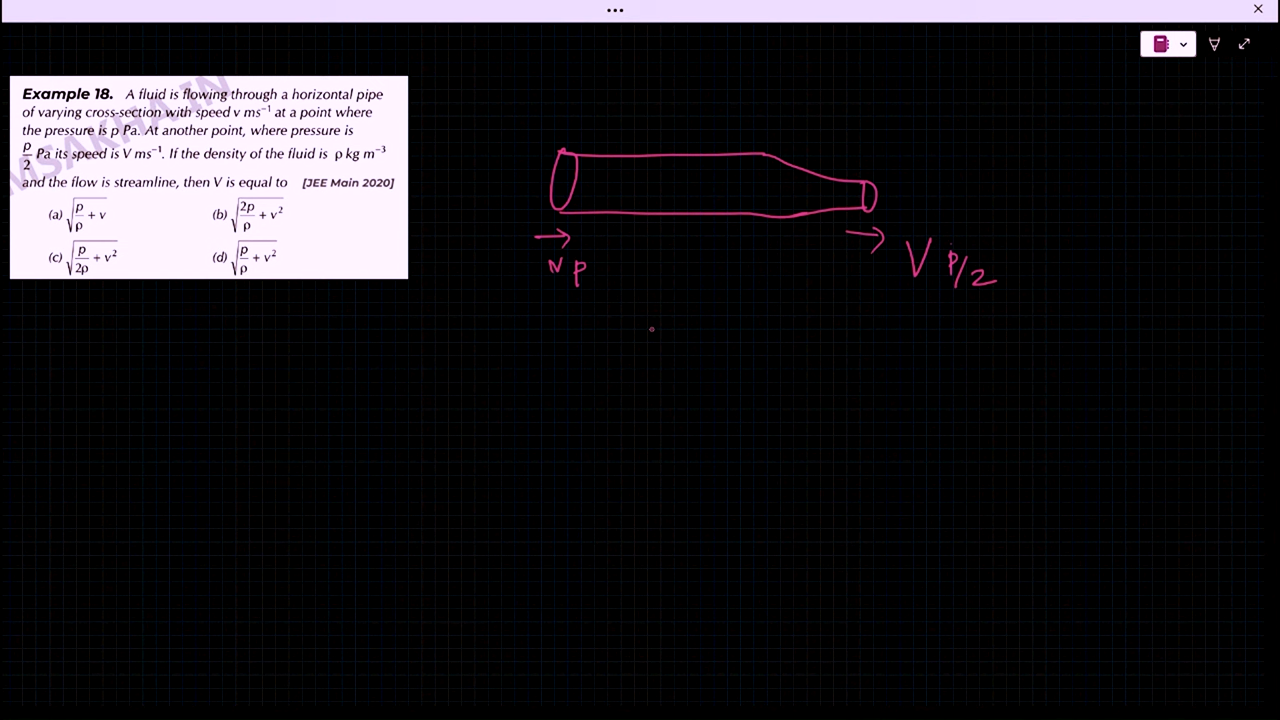 Example 18. A fluid is flowing through a horizontal pipe
of varying cross-section with speed v ms⁻¹ at a point where
the pressure is p Pa. At another point, where pressure is
p/2 Pa its speed is V ms⁻¹. If the density of the fluid is ρ kg m⁻³
and the flow is streamline, then V is equal to [JEE Main 2020]
(a) √(p/ρ + v) (b) √(2p/ρ + v²)
(c) √(p/2ρ + v²) (d) √(p/ρ + v²)
MSAKHA.IN
v p
V p/2